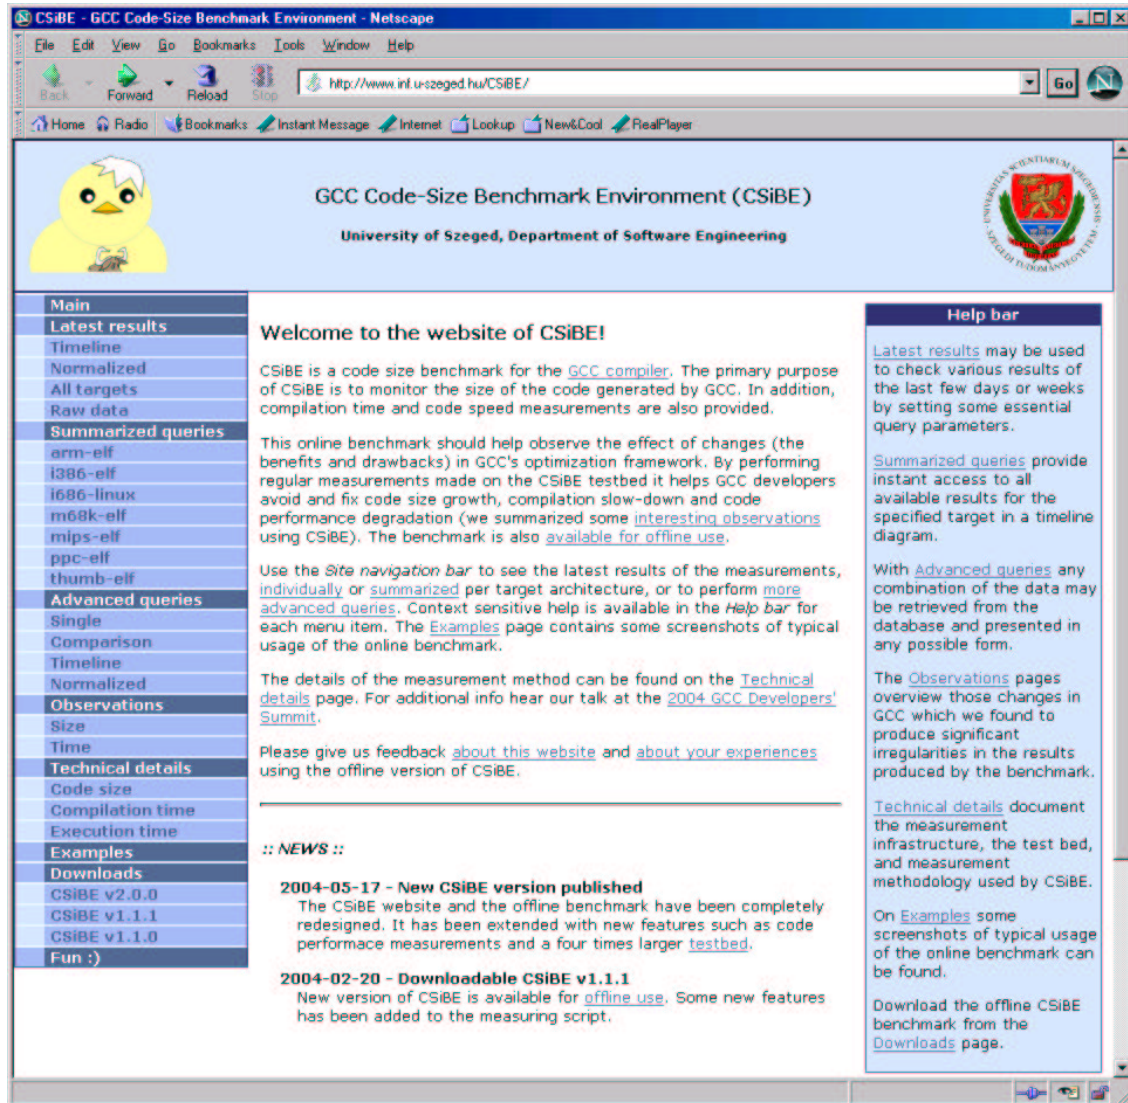 CSiBE - GCC Code-Size Benchmark Environment - Netscape
File Edit View Go Bookmarks Tools Window Help
Back Forward Reload Stop http://www.inf.u-szeged.hu/CSiBE/ Go
Home Radio Bookmarks Instant Message Internet Lookup New&Cool RealPlayer
GCC Code-Size Benchmark Environment (CSiBE)
University of Szeged, Department of Software Engineering
UNIVERSITAS SCIENTIARUM SZEGEDIENSIS
SZEGEDI TUDOMÁNYEGYETEM
Main
Latest results
Timeline
Normalized
All targets
Raw data
Summarized queries
arm-elf
i386-elf
i686-linux
m68k-elf
mips-elf
ppc-elf
thumb-elf
Advanced queries
Single
Comparison
Timeline
Normalized
Observations
Size
Time
Technical details
Code size
Compilation time
Execution time
Examples
Downloads
CSiBE v2.0.0
CSiBE v1.1.1
CSiBE v1.1.0
Fun :)
Welcome to the website of CSiBE!
CSiBE is a code size benchmark for the GCC compiler. The primary purpose
of CSiBE is to monitor the size of the code generated by GCC. In addition,
compilation time and code speed measurements are also provided.
This online benchmark should help observe the effect of changes (the
benefits and drawbacks) in GCC's optimization framework. By performing
regular measurements made on the CSiBE testbed it helps GCC developers
avoid and fix code size growth, compilation slow-down and code
performance degradation (we summarized some interesting observations
using CSiBE). The benchmark is also available for offline use.
Use the Site navigation bar to see the latest results of the measurements,
individually or summarized per target architecture, or to perform more
advanced queries. Context sensitive help is available in the Help bar for
each menu item. The Examples page contains some screenshots of typical
usage of the online benchmark.
The details of the measurement method can be found on the Technical
details page. For additional info hear our talk at the 2004 GCC Developers'
Summit.
Please give us feedback about this website and about your experiences
using the offline version of CSiBE.
:: NEWS ::
2004-05-17 - New CSiBE version published
The CSiBE website and the offline benchmark have been completely
redesigned. It has been extended with new features such as code
performace measurements and a four times larger testbed.
2004-02-20 - Downloadable CSiBE v1.1.1
New version of CSiBE is available for offline use. Some new features
has been added to the measuring script.
Help bar
Latest results may be used
to check various results of
the last few days or weeks
by setting some essential
query parameters.
Summarized queries provide
instant access to all
available results for the
specified target in a timeline
diagram.
With Advanced queries any
combination of the data may
be retrieved from the
database and presented in
any possible form.
The Observations pages
overview those changes in
GCC which we found to
produce significant
irregularities in the results
produced by the benchmark.
Technical details document
the measurement
infrastructure, the test bed,
and measurement
methodology used by CSiBE.
On Examples some
screenshots of typical usage
of the online benchmark can
be found.
Download the offline CSiBE
benchmark from the
Downloads page.